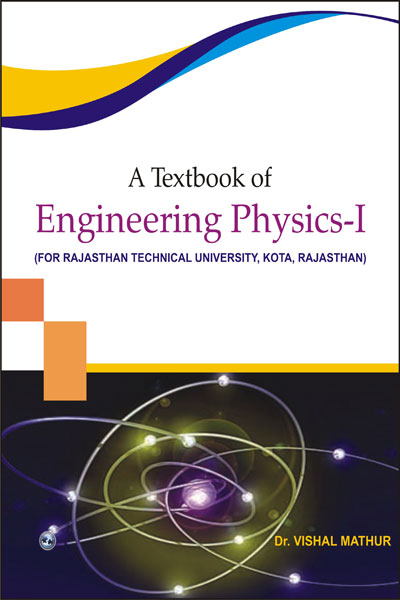 A Textbook of
Engineering Physics-I
(FOR RAJASTHAN TECHNICAL UNIVERSITY, KOTA, RAJASTHAN)
Dr. VISHAL MATHUR